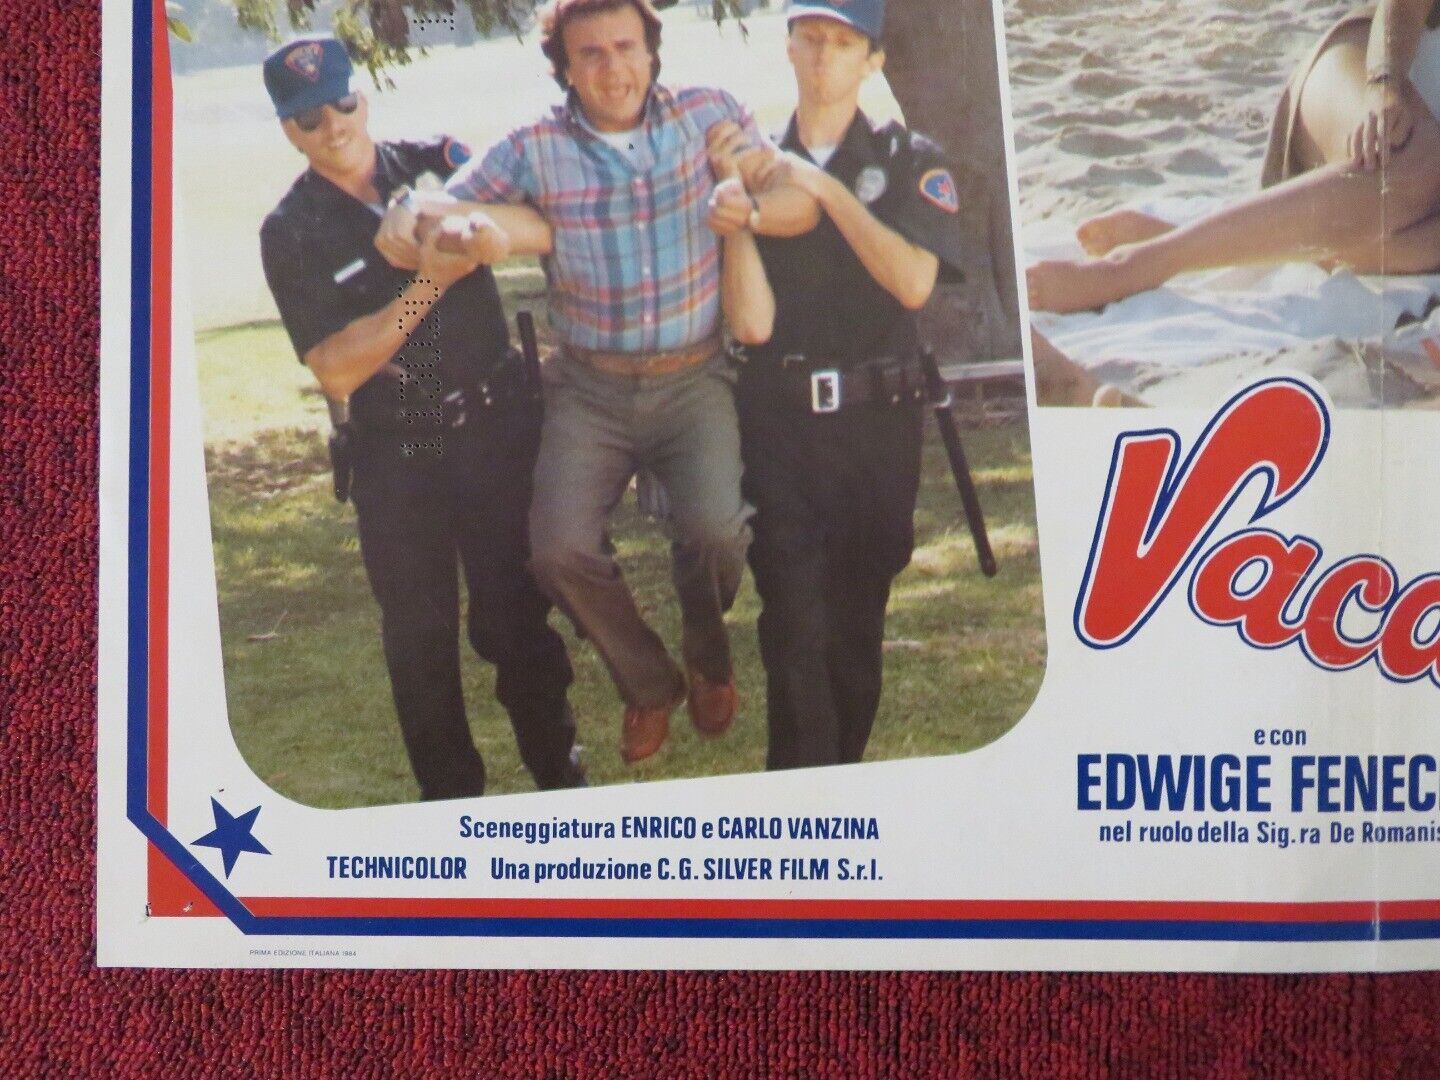 Vaca
e con
EDWIGE FENEC
nel ruolo della Sig.ra De Romanis
Sceneggiatura ENRICO e CARLO VANZINA
TECHNICOLOR Una produzione C.G. SILVER FILM S.r.l.
PRIMA EDIZIONE ITALIANA 1984